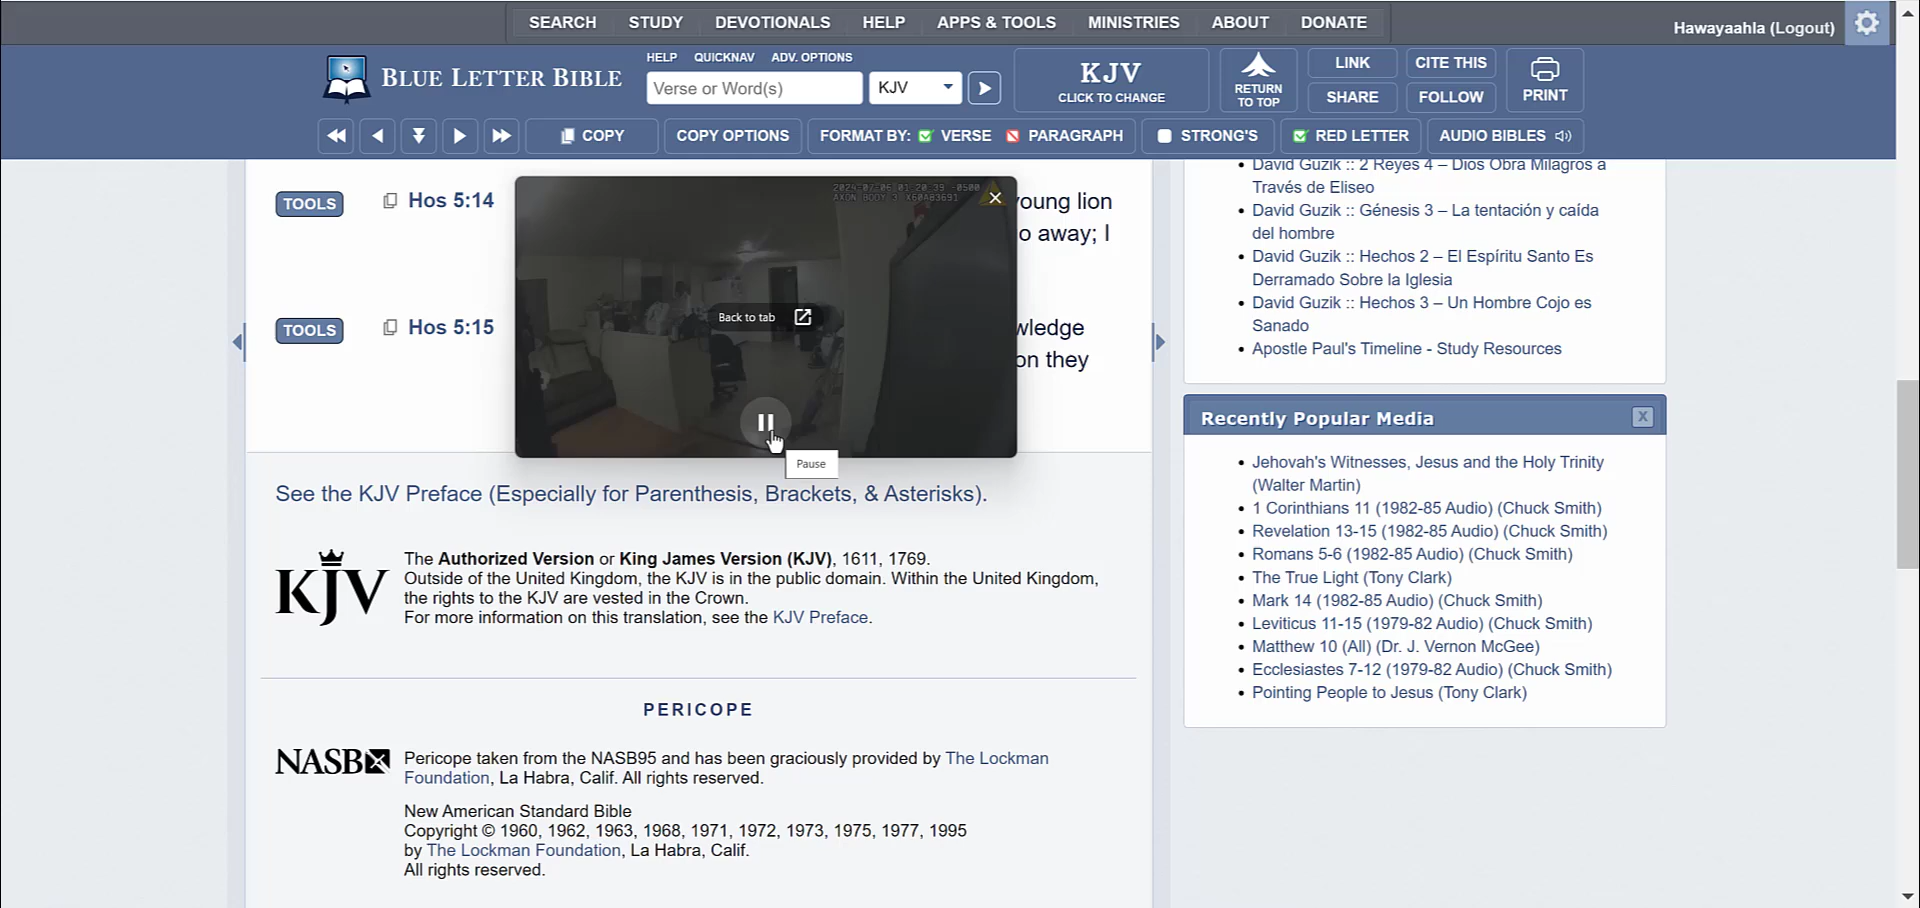 SEARCH STUDY DEVOTIONALS HELP APPS & TOOLS MINISTRIES ABOUT DONATE
Hawayaahla (Logout)
BLUE LETTER BIBLE
HELP QUICKNAV ADV. OPTIONS
Verse or Word(s)
KJV
KJV
CLICK TO CHANGE
RETURN
TO TOP
LINK
CITE THIS
SHARE
FOLLOW
PRINT
COPY
COPY OPTIONS
FORMAT BY: VERSE PARAGRAPH
STRONG'S
RED LETTER
AUDIO BIBLES
TOOLS
Hos 5:14
young lion
o away; I
TOOLS
Hos 5:15
wledge
on they
2024-07-06 01:20:39 -0500
AXON BODY 3 X60A83691
Back to tab
Pause
See the KJV Preface (Especially for Parenthesis, Brackets, & Asterisks).
KJV
The Authorized Version or King James Version (KJV), 1611, 1769.
Outside of the United Kingdom, the KJV is in the public domain. Within the United Kingdom,
the rights to the KJV are vested in the Crown.
For more information on this translation, see the KJV Preface.
PERICOPE
NASB
Pericope taken from the NASB95 and has been graciously provided by The Lockman
Foundation, La Habra, Calif. All rights reserved.
New American Standard Bible
Copyright © 1960, 1962, 1963, 1968, 1971, 1972, 1973, 1975, 1977, 1995
by The Lockman Foundation, La Habra, Calif.
All rights reserved.
David Guzik :: 2 Reyes 4 – Dios Obra Milagros a
Través de Eliseo
David Guzik :: Génesis 3 – La tentación y caída
del hombre
David Guzik :: Hechos 2 – El Espíritu Santo Es
Derramado Sobre la Iglesia
David Guzik :: Hechos 3 – Un Hombre Cojo es
Sanado
Apostle Paul's Timeline - Study Resources
Recently Popular Media
X
Jehovah's Witnesses, Jesus and the Holy Trinity
(Walter Martin)
1 Corinthians 11 (1982-85 Audio) (Chuck Smith)
Revelation 13-15 (1982-85 Audio) (Chuck Smith)
Romans 5-6 (1982-85 Audio) (Chuck Smith)
The True Light (Tony Clark)
Mark 14 (1982-85 Audio) (Chuck Smith)
Leviticus 11-15 (1979-82 Audio) (Chuck Smith)
Matthew 10 (All) (Dr. J. Vernon McGee)
Ecclesiastes 7-12 (1979-82 Audio) (Chuck Smith)
Pointing People to Jesus (Tony Clark)